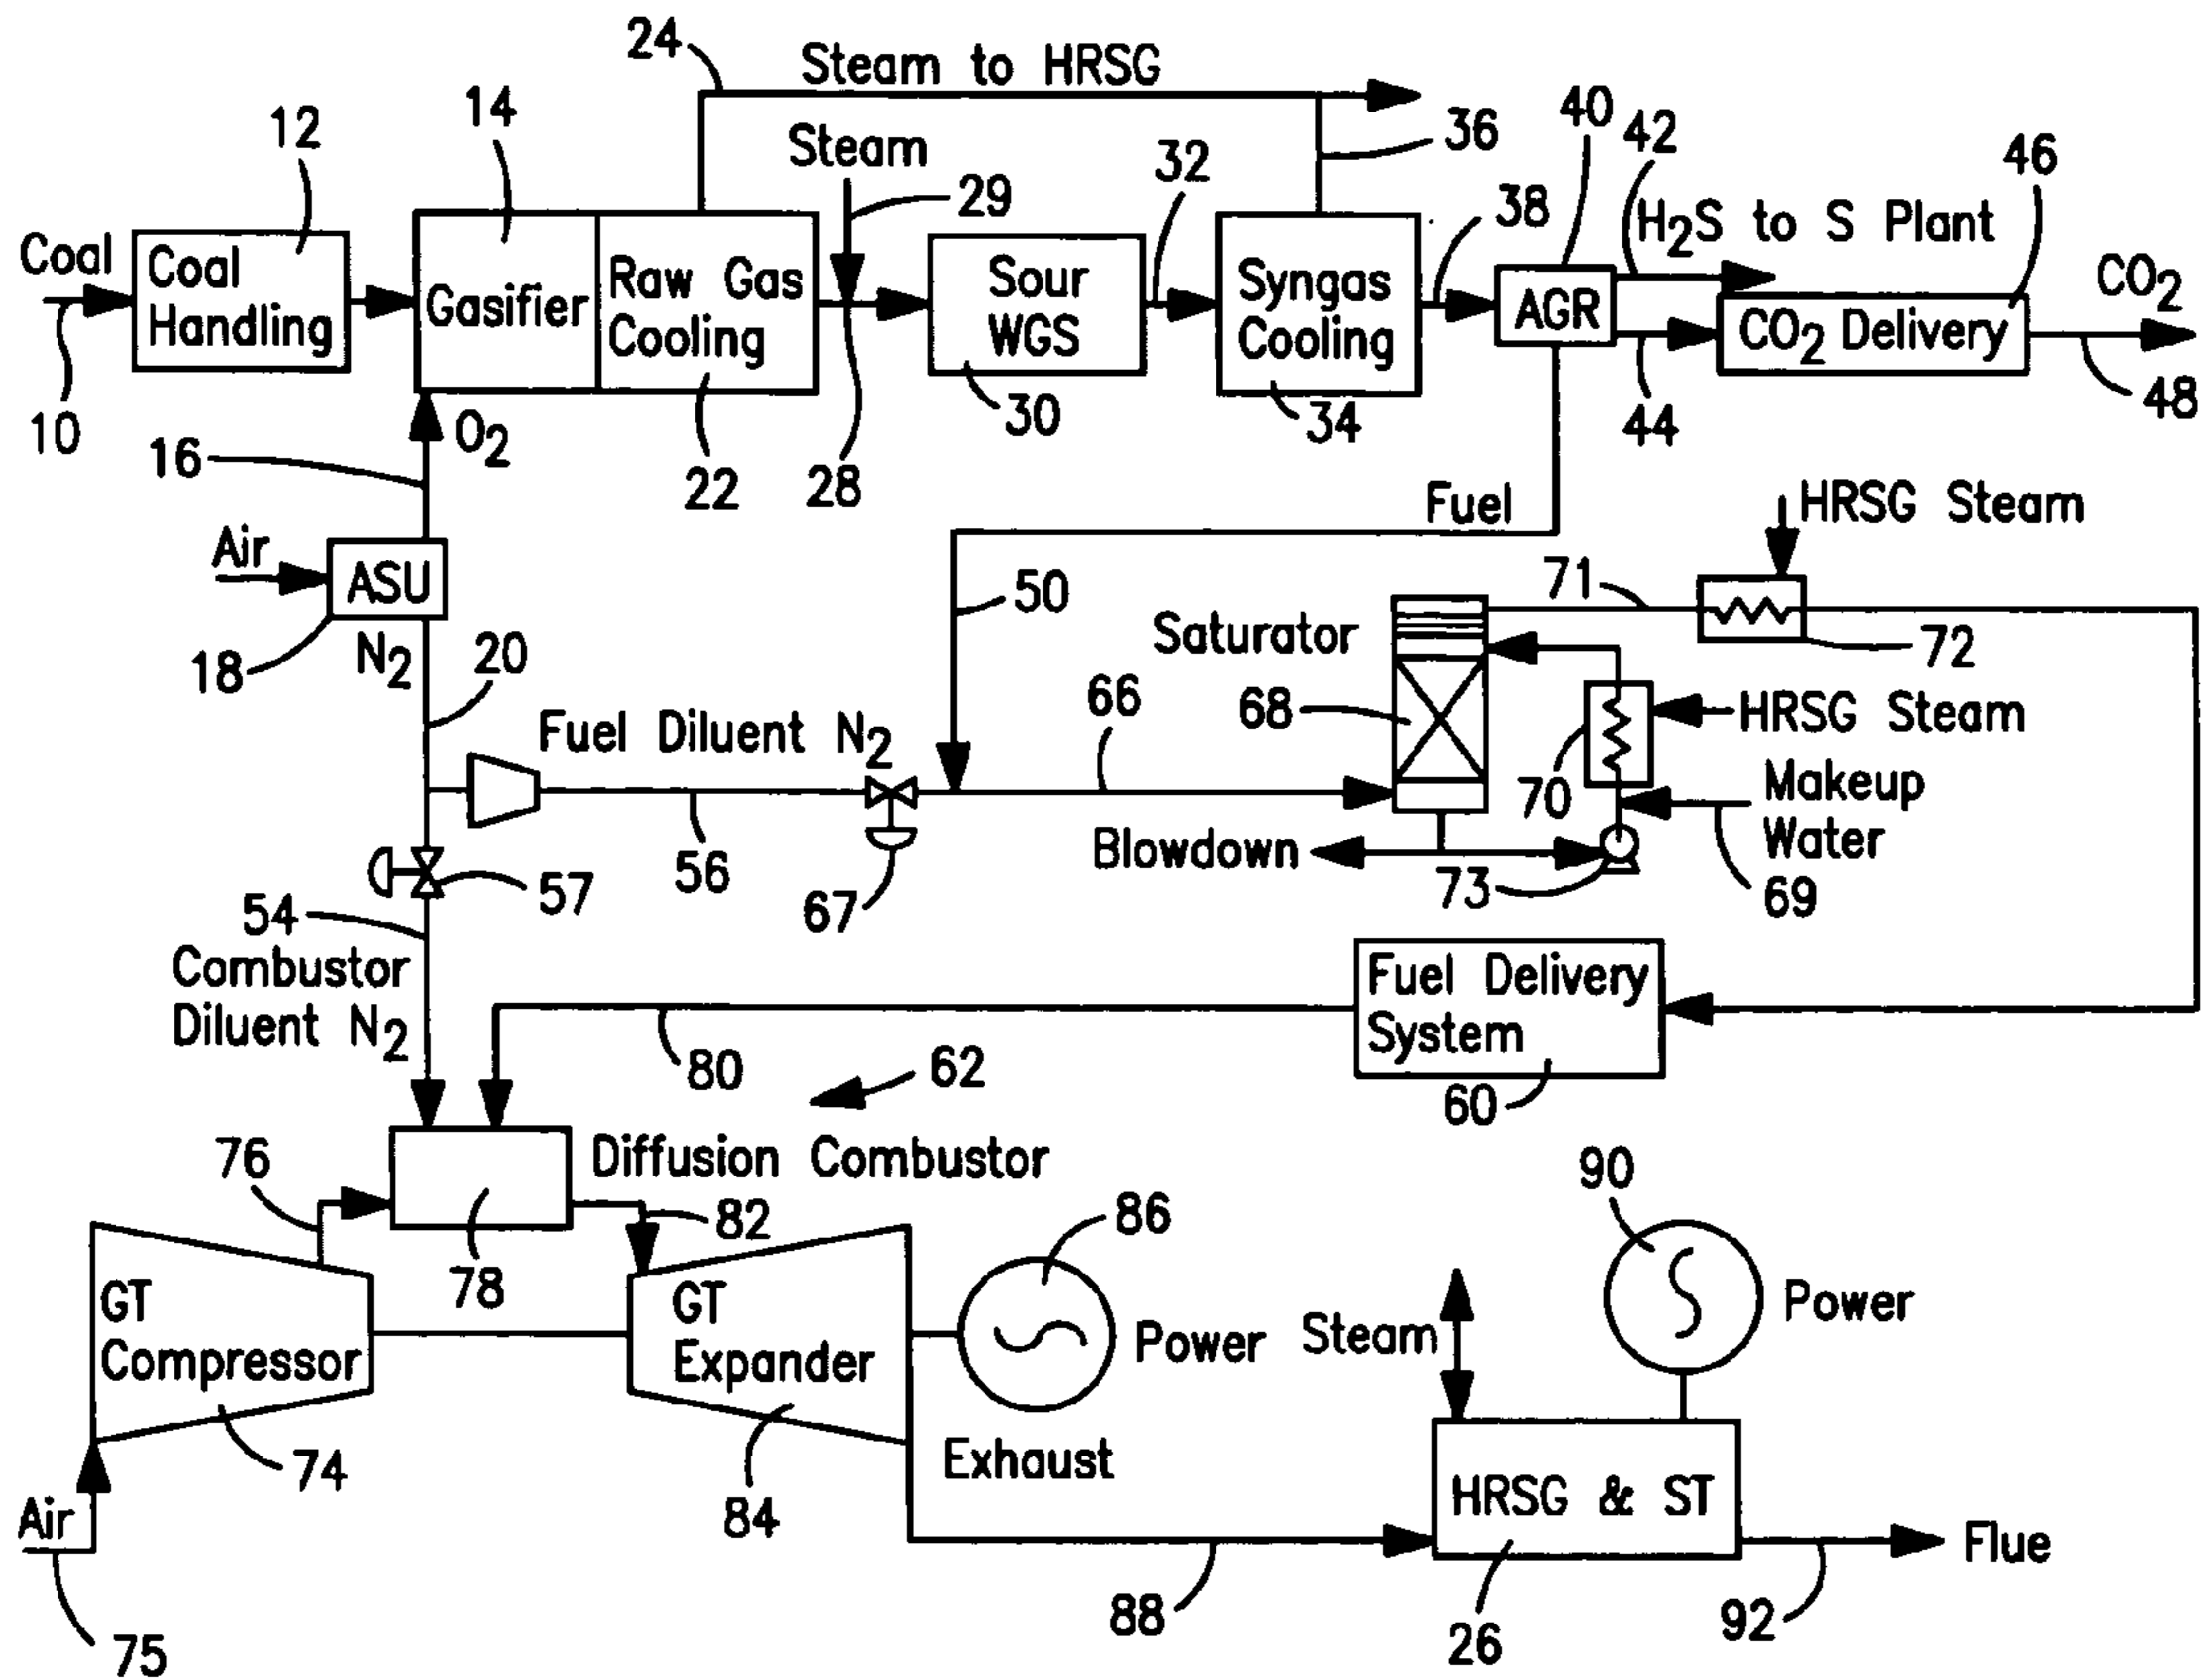 24
Steam to HRSG
12
14
Steam
29
32
36
40
42
46
38
H2S to S Plant
CO2
Coal
Coal
Handling
Gasifier
Raw Gas
Cooling
Sour
WGS
Syngas
Cooling
AGR
CO2 Delivery
10
16
O2
22
28
30
34
44
48
Fuel
HRSG Steam
Air
ASU
50
71
72
18
N2
20
Saturator
Fuel Diluent N2
66
68
HRSG Steam
70
Makeup
Water
Blowdown
56
67
73
69
57
54
Combustor
Diluent N2
Fuel Delivery
System
80
62
60
76
Diffusion Combustor
82
78
86
90
GT
Compressor
GT
Expander
Power
Steam
Power
74
84
Exhaust
HRSG & ST
Air
Flue
75
88
26
92